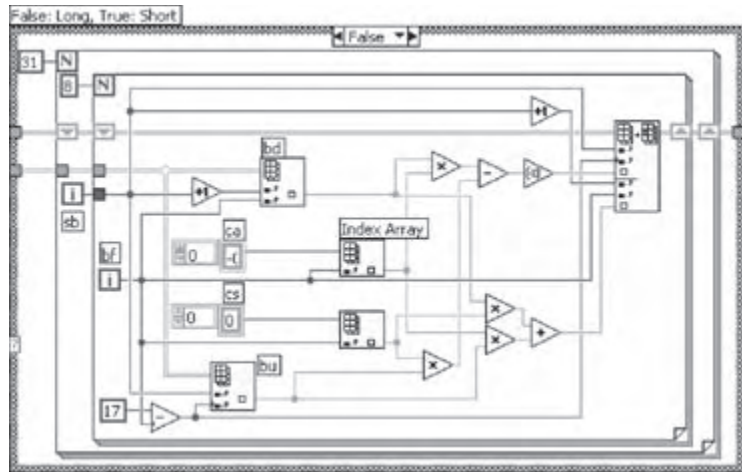 False: Long, True: Short
False
31 N
8 N
+1
bd
i
+1
sb
ca
Index Array
bf
0
i
cs
0 0
bu
17